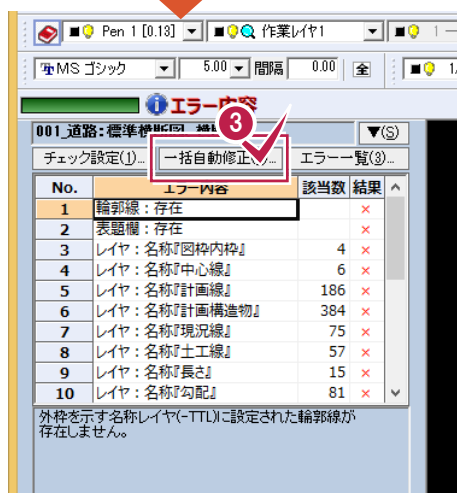 Pen 1 [0.13] 作業レイヤ1
MS ゴシック 5.00 間隔 0.00 全 1/
エラー内容
001_道路:標準横断図 ▼(S)
3
チェック設定(1)... 一括自動修正 エラー一覧(3)...
No. エラー内容 該当数 結果
1 輪郭線:存在 ×
2 表題欄:存在 ×
3 レイヤ:名称『図枠内枠』 4 ×
4 レイヤ:名称『中心線』 6 ×
5 レイヤ:名称『計画線』 186 ×
6 レイヤ:名称『計画構造物』 384 ×
7 レイヤ:名称『現況線』 75 ×
8 レイヤ:名称『土工線』 57 ×
9 レイヤ:名称『長さ』 15 ×
10 レイヤ:名称『勾配』 81 ×
外枠を示す名称レイヤ(-TTL)に設定された輪郭線が
存在しません。